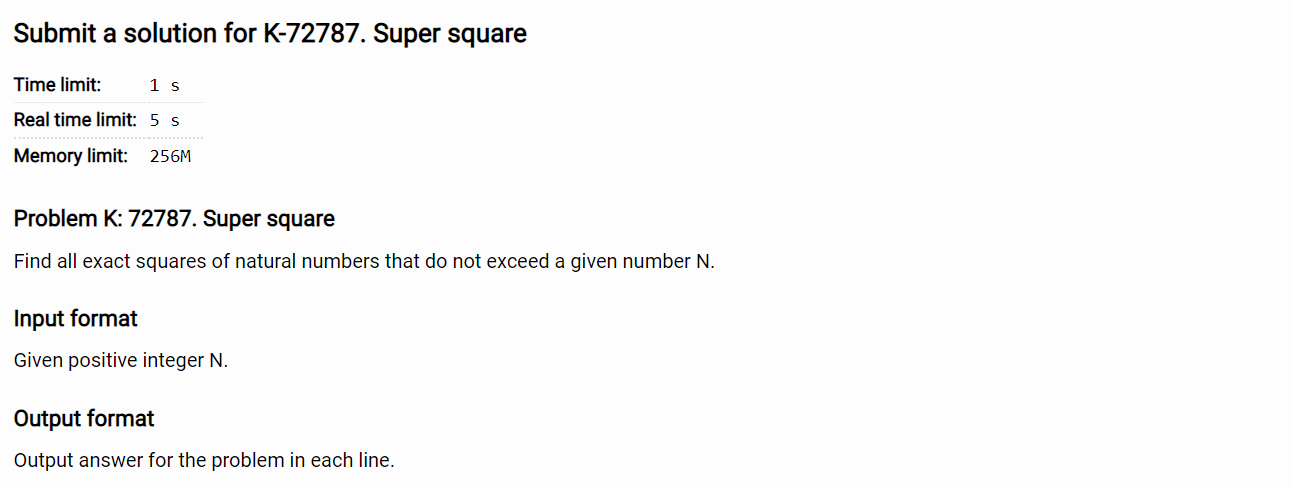 Submit a solution for K-72787. Super square
Time limit: 1 s
Real time limit: 5 s
Memory limit: 256M
Problem K: 72787. Super square
Find all exact squares of natural numbers that do not exceed a given number N.
Input format
Given positive integer N.
Output format
Output answer for the problem in each line.